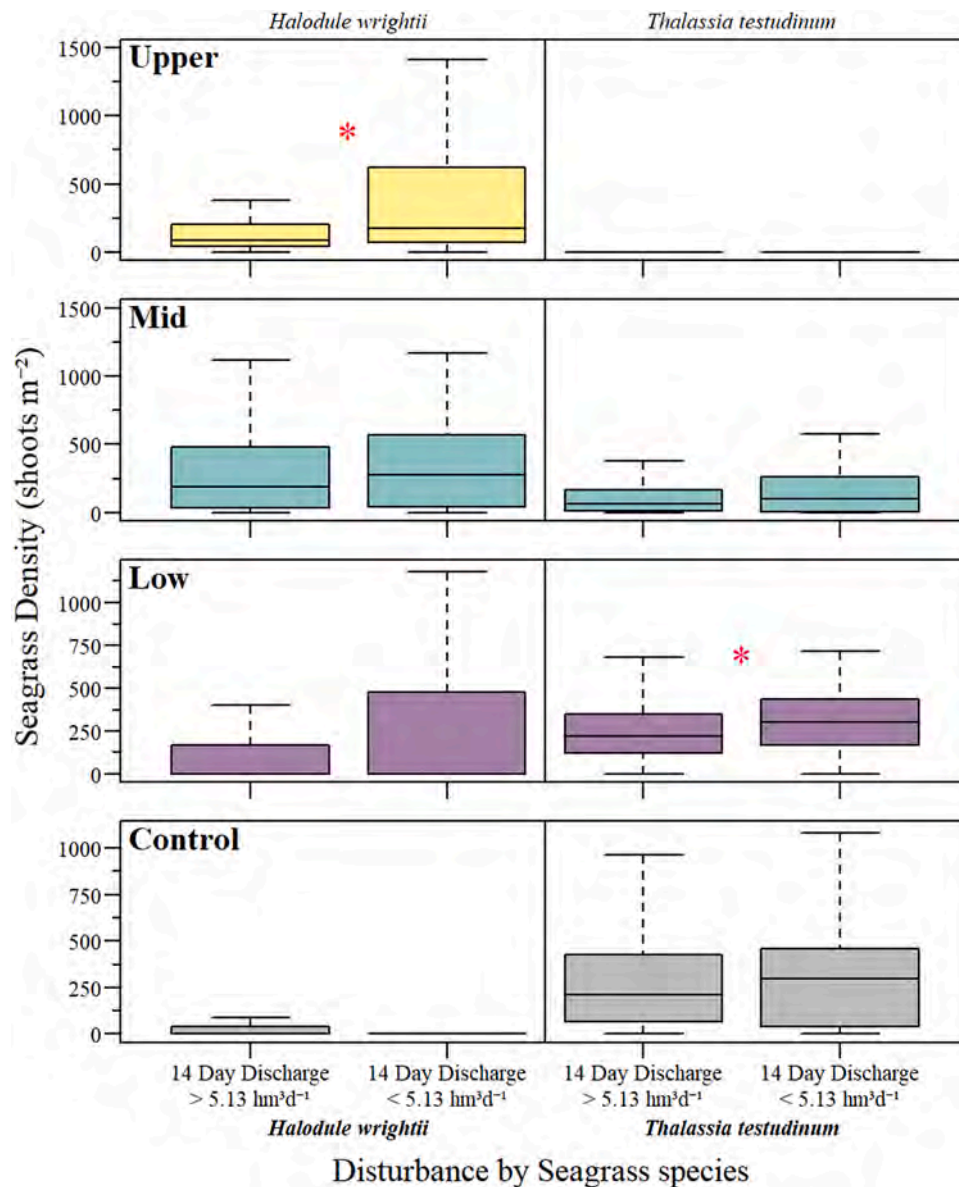 Halodule wrightii
Thalassia testudinum
Upper
1500
1000
500
0
*
Mid
1500
1000
500
0
Low
1000
750
500
250
0
*
Control
1000
750
500
250
0
Seagrass Density (shoots m⁻²)
14 Day Discharge
> 5.13 hm³d⁻¹
14 Day Discharge
< 5.13 hm³d⁻¹
14 Day Discharge
> 5.13 hm³d⁻¹
14 Day Discharge
< 5.13 hm³d⁻¹
Halodule wrightii
Thalassia testudinum
Disturbance by Seagrass species